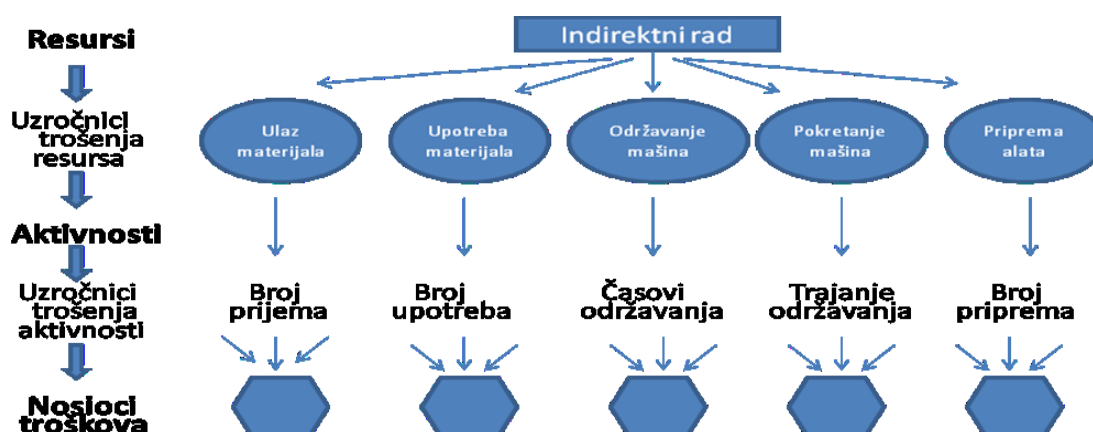 Resursi
Indirektni rad
Uzročnici
trošenja
resursa
Ulaz
materijala
Upotreba
materijala
Održavanje
mašina
Pokretanje
mašina
Priprema
alata
Aktivnosti
Uzročnici
trošenja
aktivnosti
Broj
prijema
Broj
upotreba
Časovi
održavanja
Trajanje
održavanja
Broj
priprema
Nosioci
troškova